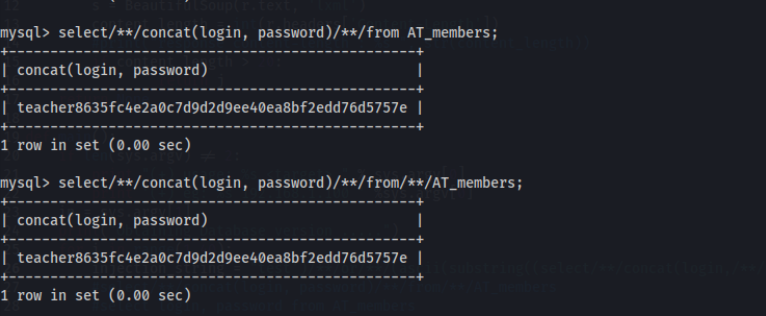 mysql> select/**/concat(login, password)/**/from AT_members;
+------------------------------------------------+
| concat(login, password) |
+------------------------------------------------+
| teacher8635fc4e2a0c7d9d2d9ee40ea8bf2edd76d5757e |
+------------------------------------------------+
1 row in set (0.00 sec)
mysql> select/**/concat(login, password)/**/from/**/AT_members;
+------------------------------------------------+
| concat(login, password) |
+------------------------------------------------+
| teacher8635fc4e2a0c7d9d2d9ee40ea8bf2edd76d5757e |
+------------------------------------------------+
1 row in set (0.00 sec)